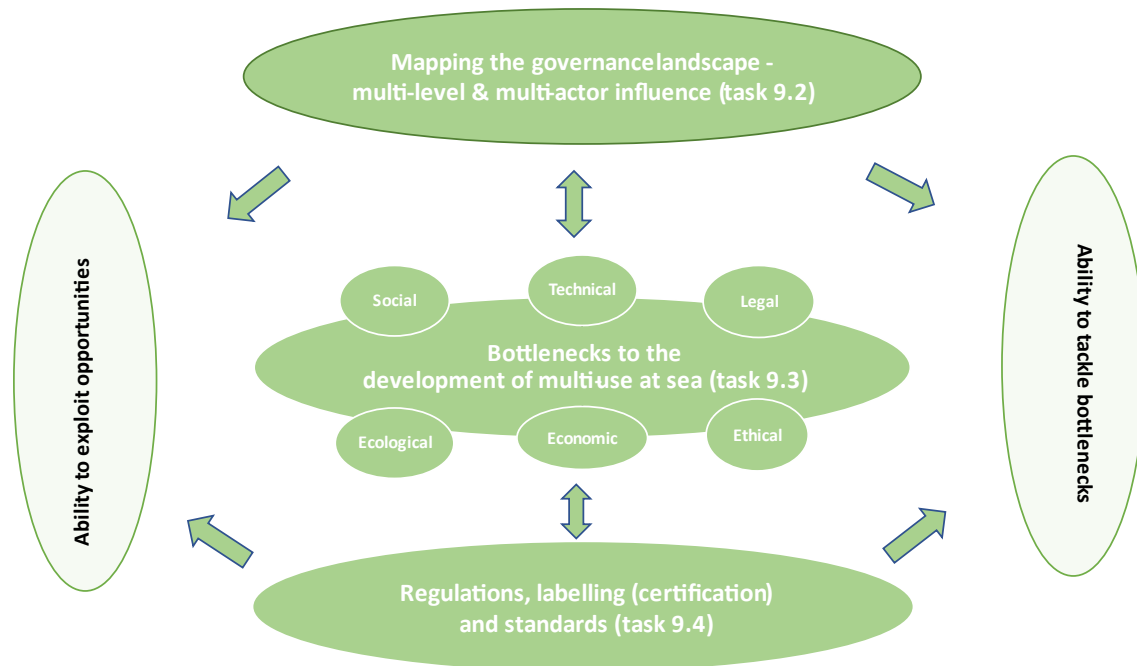 Mapping the governancelandscape -
multi-level & multi-actor influence (task 9.2)
Ability to exploit opportunities
Social
Technical
Legal
Bottlenecks to the
development of multi-use at sea (task 9.3)
Ecological
Economic
Ethical
Ability to tackle
bottlenecks
Regulations, labelling (certification)
and standards (task 9.4)